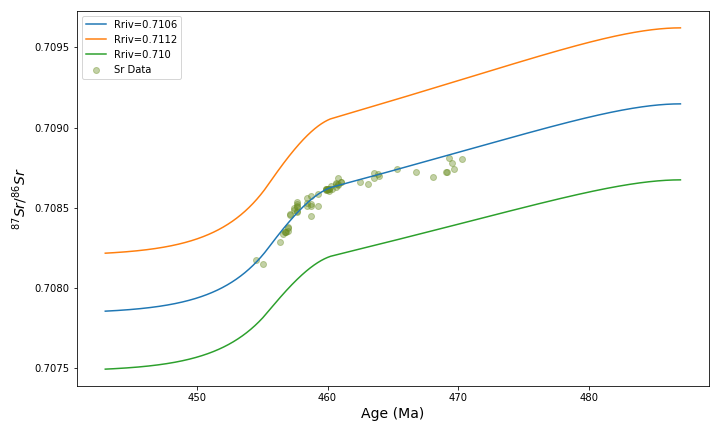 Rriv=0.7106
Rriv=0.7112
Rriv=0.710
Sr Data
0.7095
0.7090
0.7085
0.7080
0.7075
⁸⁷Sr/⁸⁶Sr
450
460
470
480
Age (Ma)